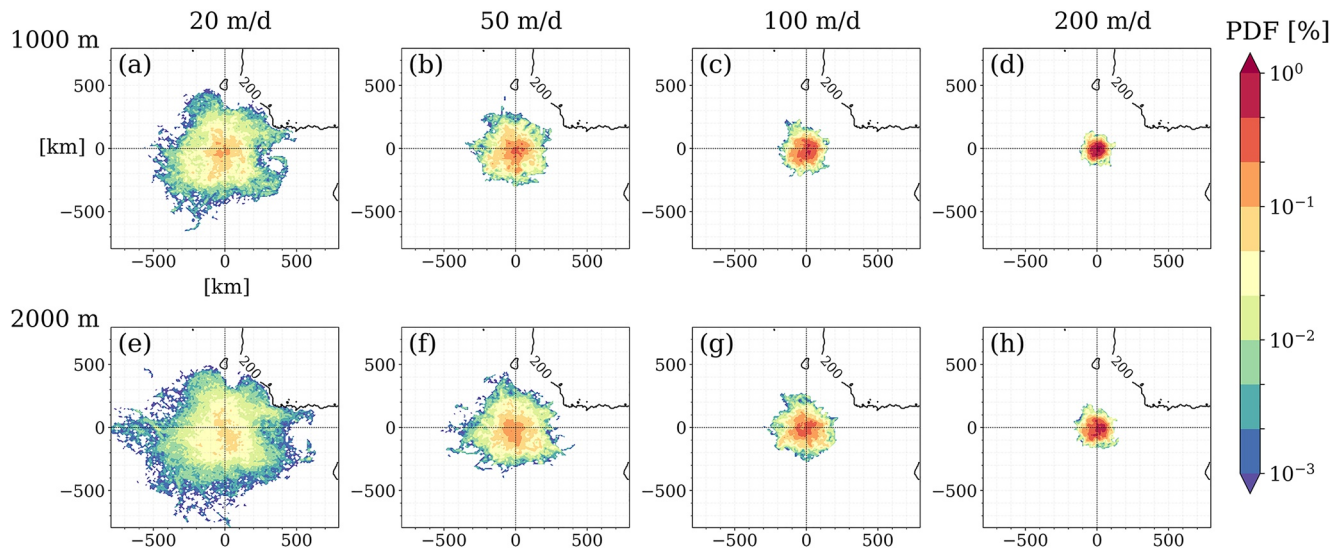 20 m/d 50 m/d 100 m/d 200 m/d PDF [%]
1000 m
(a) (b) (c) (d)
200 200 200 200
10⁰
500 500 500 500
[km] 0 0 0 0
10⁻¹
−500 −500 −500 −500
−500 0 500 −500 0 500 −500 0 500 −500 0 500
[km]
2000 m
(e) (f) (g) (h)
10⁻²
200 200 200 200
500 500 500 500
0 0 0 0
10⁻³
−500 −500 −500 −500
−500 0 500 −500 0 500 −500 0 500 −500 0 500